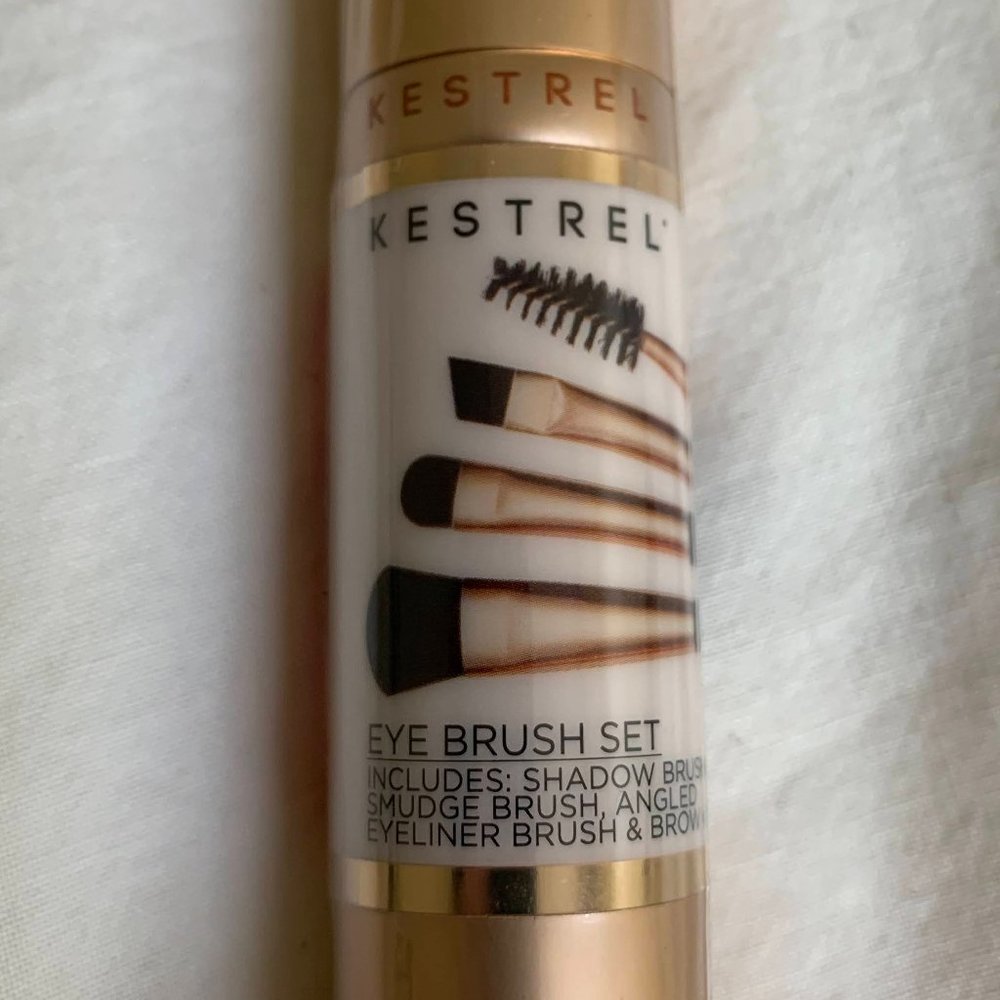 KESTREL
KESTREL
EYE BRUSH SET
INCLUDES: SHADOW BRUSH
SMUDGE BRUSH, ANGLED
EYELINER BRUSH & BROW